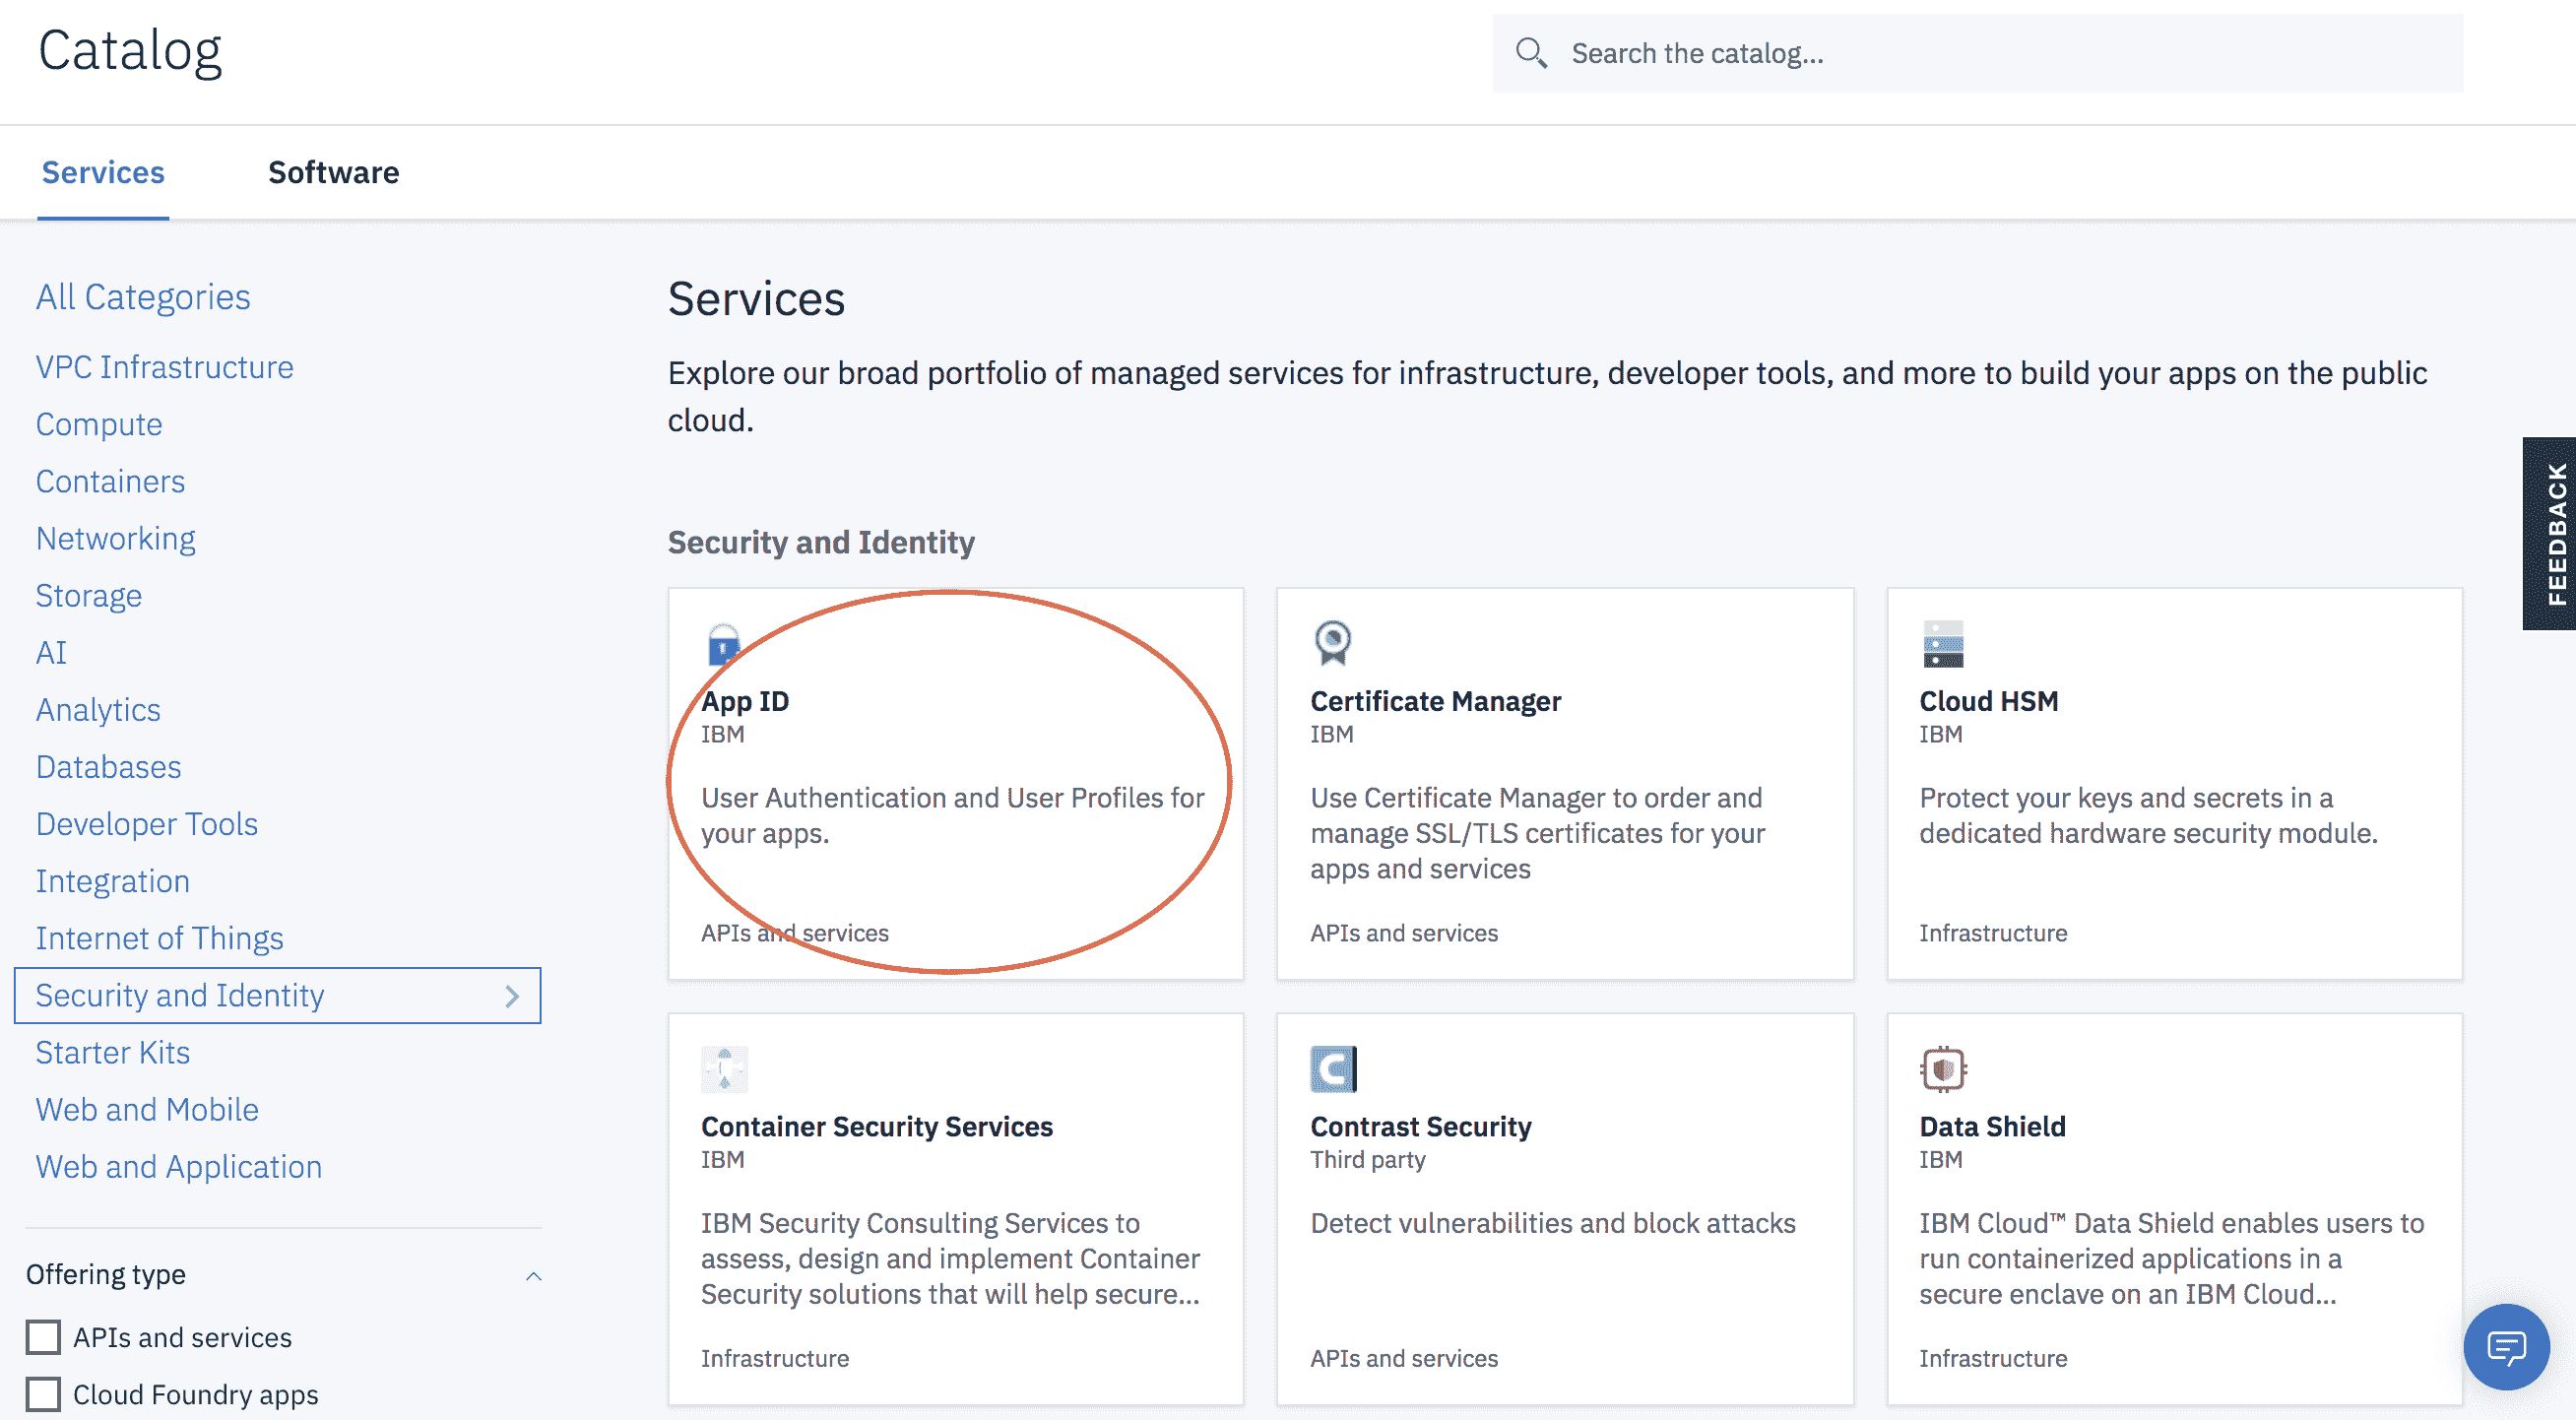 Catalog
Search the catalog...
Services
Software
All Categories
VPC Infrastructure
Compute
Containers
Networking
Storage
AI
Analytics
Databases
Developer Tools
Integration
Internet of Things
Security and Identity
Starter Kits
Web and Mobile
Web and Application
Offering type
APIs and services
Cloud Foundry apps
Services
Explore our broad portfolio of managed services for infrastructure, developer tools, and more to build your apps on the public
cloud.
Security and Identity
App ID
IBM
User Authentication and User Profiles for
your apps.
APIs and services
Certificate Manager
IBM
Use Certificate Manager to order and
manage SSL/TLS certificates for your
apps and services
APIs and services
Cloud HSM
IBM
Protect your keys and secrets in a
dedicated hardware security module.
Infrastructure
Container Security Services
IBM
IBM Security Consulting Services to
assess, design and implement Container
Security solutions that will help secure...
Infrastructure
Contrast Security
Third party
Detect vulnerabilities and block attacks
APIs and services
Data Shield
IBM
IBM Cloud™ Data Shield enables users to
run containerized applications in a
secure enclave on an IBM Cloud...
Infrastructure
FEEDBACK